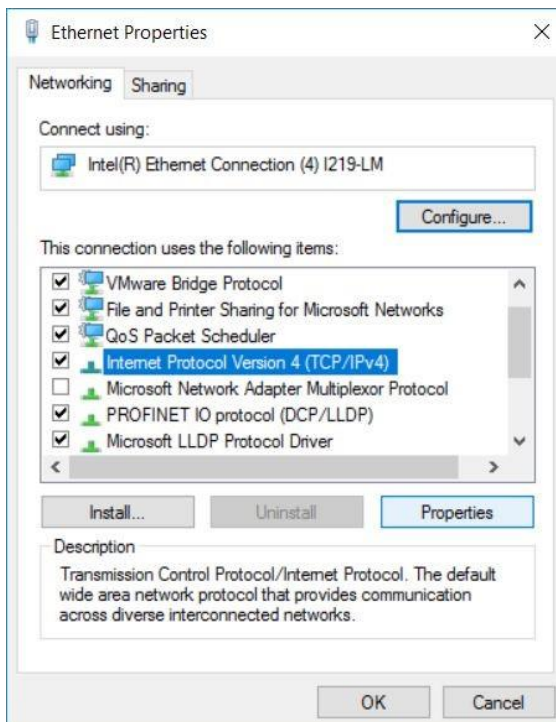 Ethernet Properties
Networking Sharing
Connect using:
Intel(R) Ethernet Connection (4) I219-LM
Configure...
This connection uses the following items:
VMware Bridge Protocol
File and Printer Sharing for Microsoft Networks
QoS Packet Scheduler
Internet Protocol Version 4 (TCP/IPv4)
Microsoft Network Adapter Multiplexor Protocol
PROFINET IO protocol (DCP/LLDP)
Microsoft LLDP Protocol Driver
Install... Uninstall Properties
Description
Transmission Control Protocol/Internet Protocol. The default
wide area network protocol that provides communication
across diverse interconnected networks.
OK Cancel